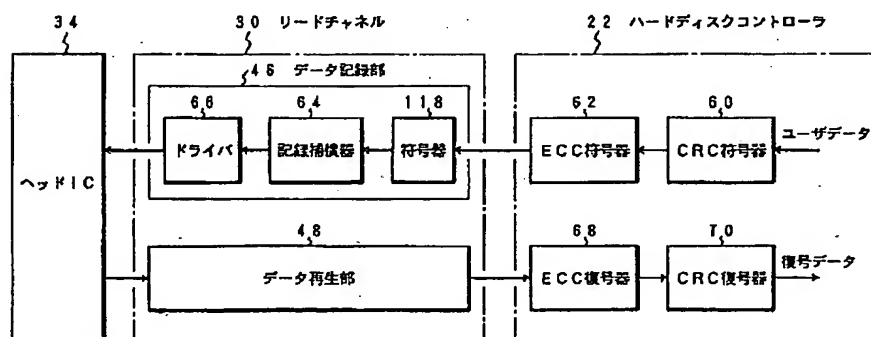 34
30 リードチャネル
22 ハードディスクコントローラ
46 データ記録部
66
64
118
62
60
ドライバ
記録補償器
符号器
ECC符号器
CRC符号器
ユーザデータ
ヘッドIC
48
68
70
データ再生部
ECC復号器
CRC復号器
復号データ